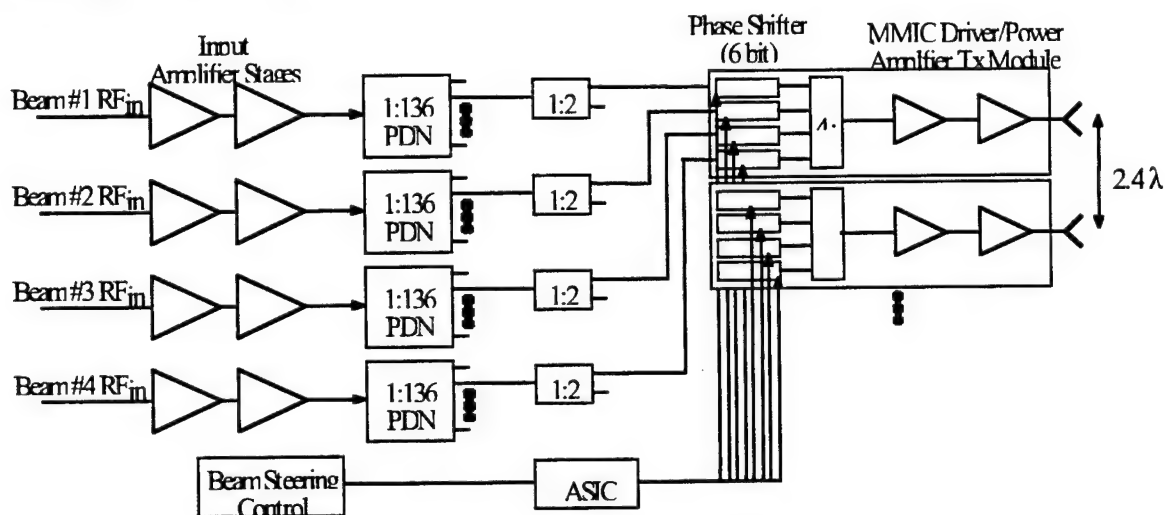 Input
Amplifier Stages
Phase Shifter
(6 bit)
MMIC Driver/Power
Amplfier Tx Module
Beam #1 RFin
1:136
PDN
1:2
Beam #2 RFin
1:136
PDN
1:2
2.4 λ
Beam #3 RFin
1:136
PDN
1:2
Beam #4 RFin
1:136
PDN
1:2
Beam Steering
Control
ASIC